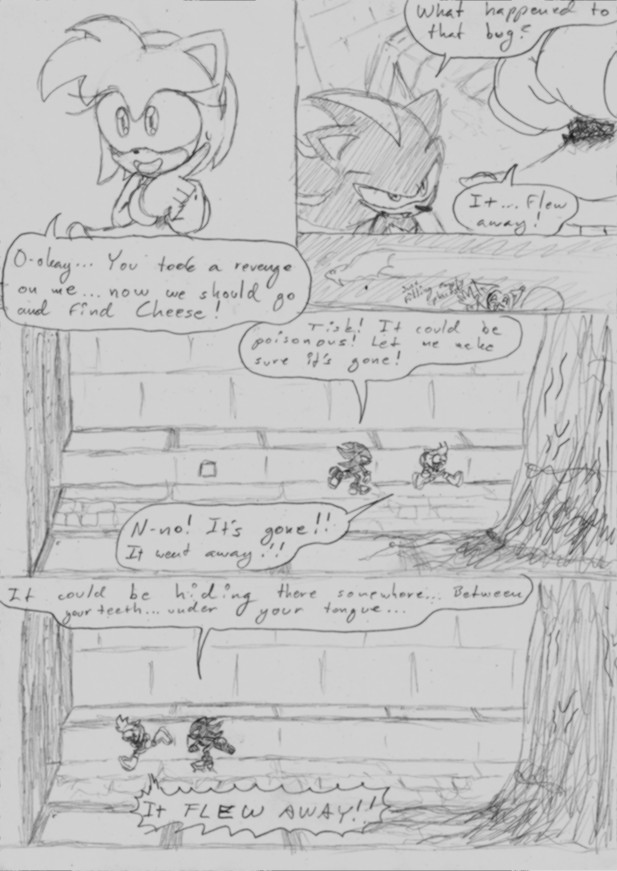 What happened to
that bug?
It... Flew
away!
O-okay... You took a revenge
on me... now we should go
and find Cheese!
Tisk! It could be
poisonous! Let me make
sure it's gone!
N-no! It's gone!!
It went away!!!
It could be hiding there somewhere... Between
your teeth... under your tongue...
It FLEW AWAY!!